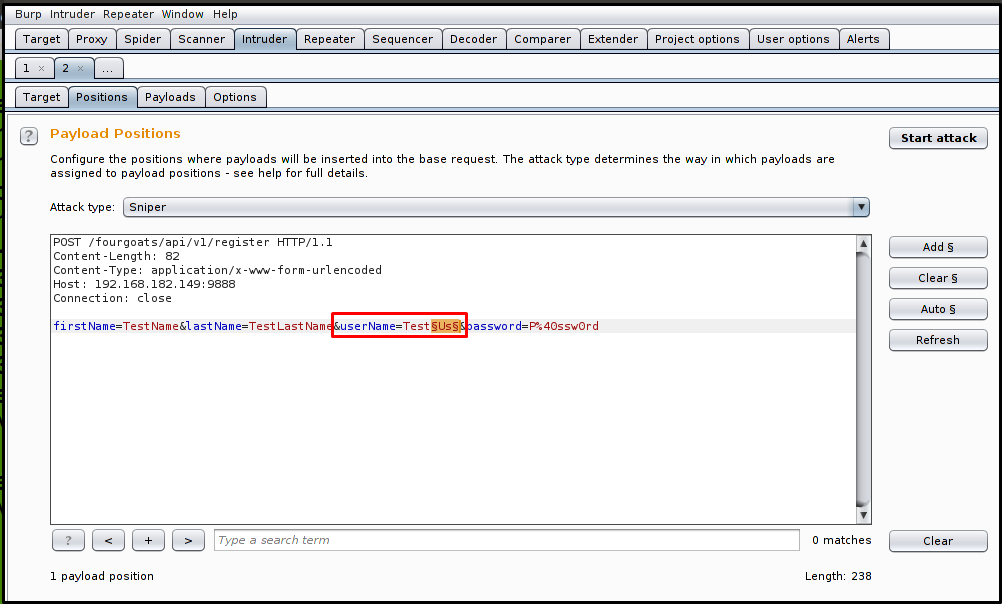 Burp Intruder Repeater Window Help
Target Proxy Spider Scanner Intruder Repeater Sequencer Decoder Comparer Extender Project options User options Alerts
1 × 2 × ...
Target Positions Payloads Options
? Payload Positions
Start attack
Configure the positions where payloads will be inserted into the base request. The attack type determines the way in which payloads are
assigned to payload positions - see help for full details.
Attack type: Sniper
POST /fourgoats/api/v1/register HTTP/1.1
Content-Length: 82
Content-Type: application/x-www-form-urlencoded
Host: 192.168.182.149:9888
Connection: close
firstName=TestName&lastName=TestLastName&userName=Test§Us§&password=P%40ssw0rd
Add §
Clear §
Auto §
Refresh
? < + > Type a search term 0 matches Clear
1 payload position Length: 238